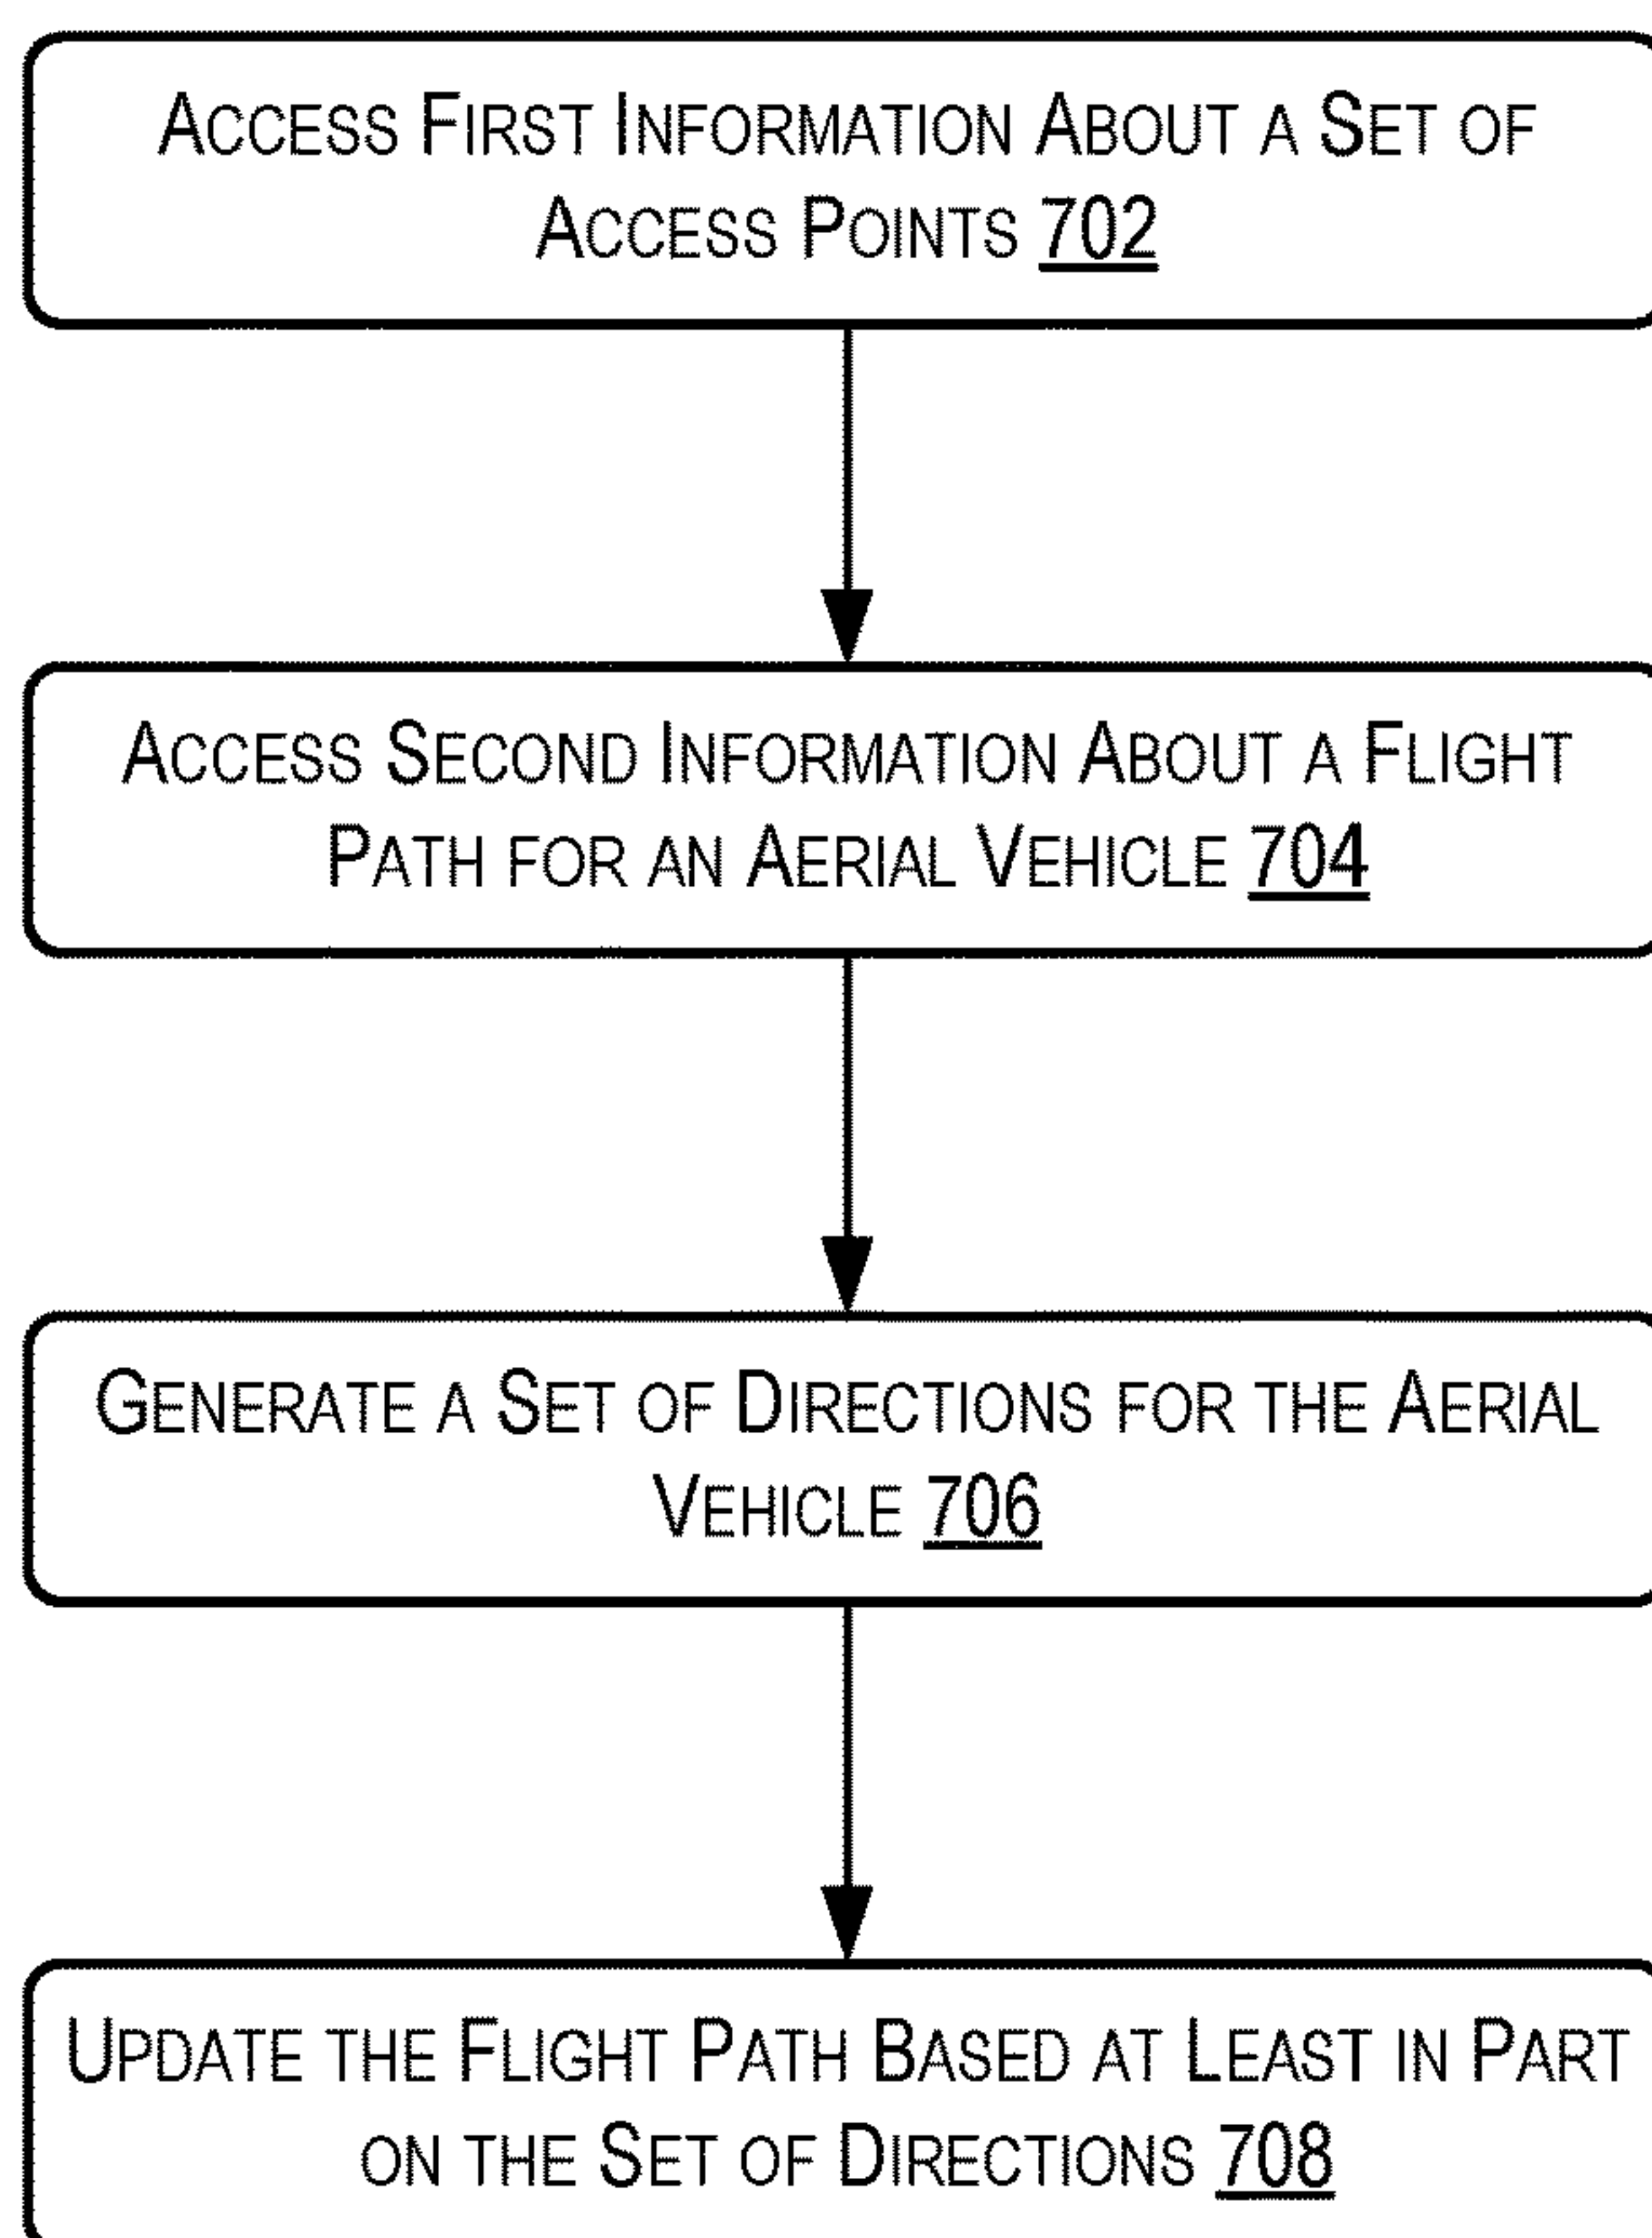 Access First Information About a Set of
Access Points 702
Access Second Information About a Flight
Path for an Aerial Vehicle 704
Generate a Set of Directions for the Aerial
Vehicle 706
Update the Flight Path Based at Least in Part
on the Set of Directions 708